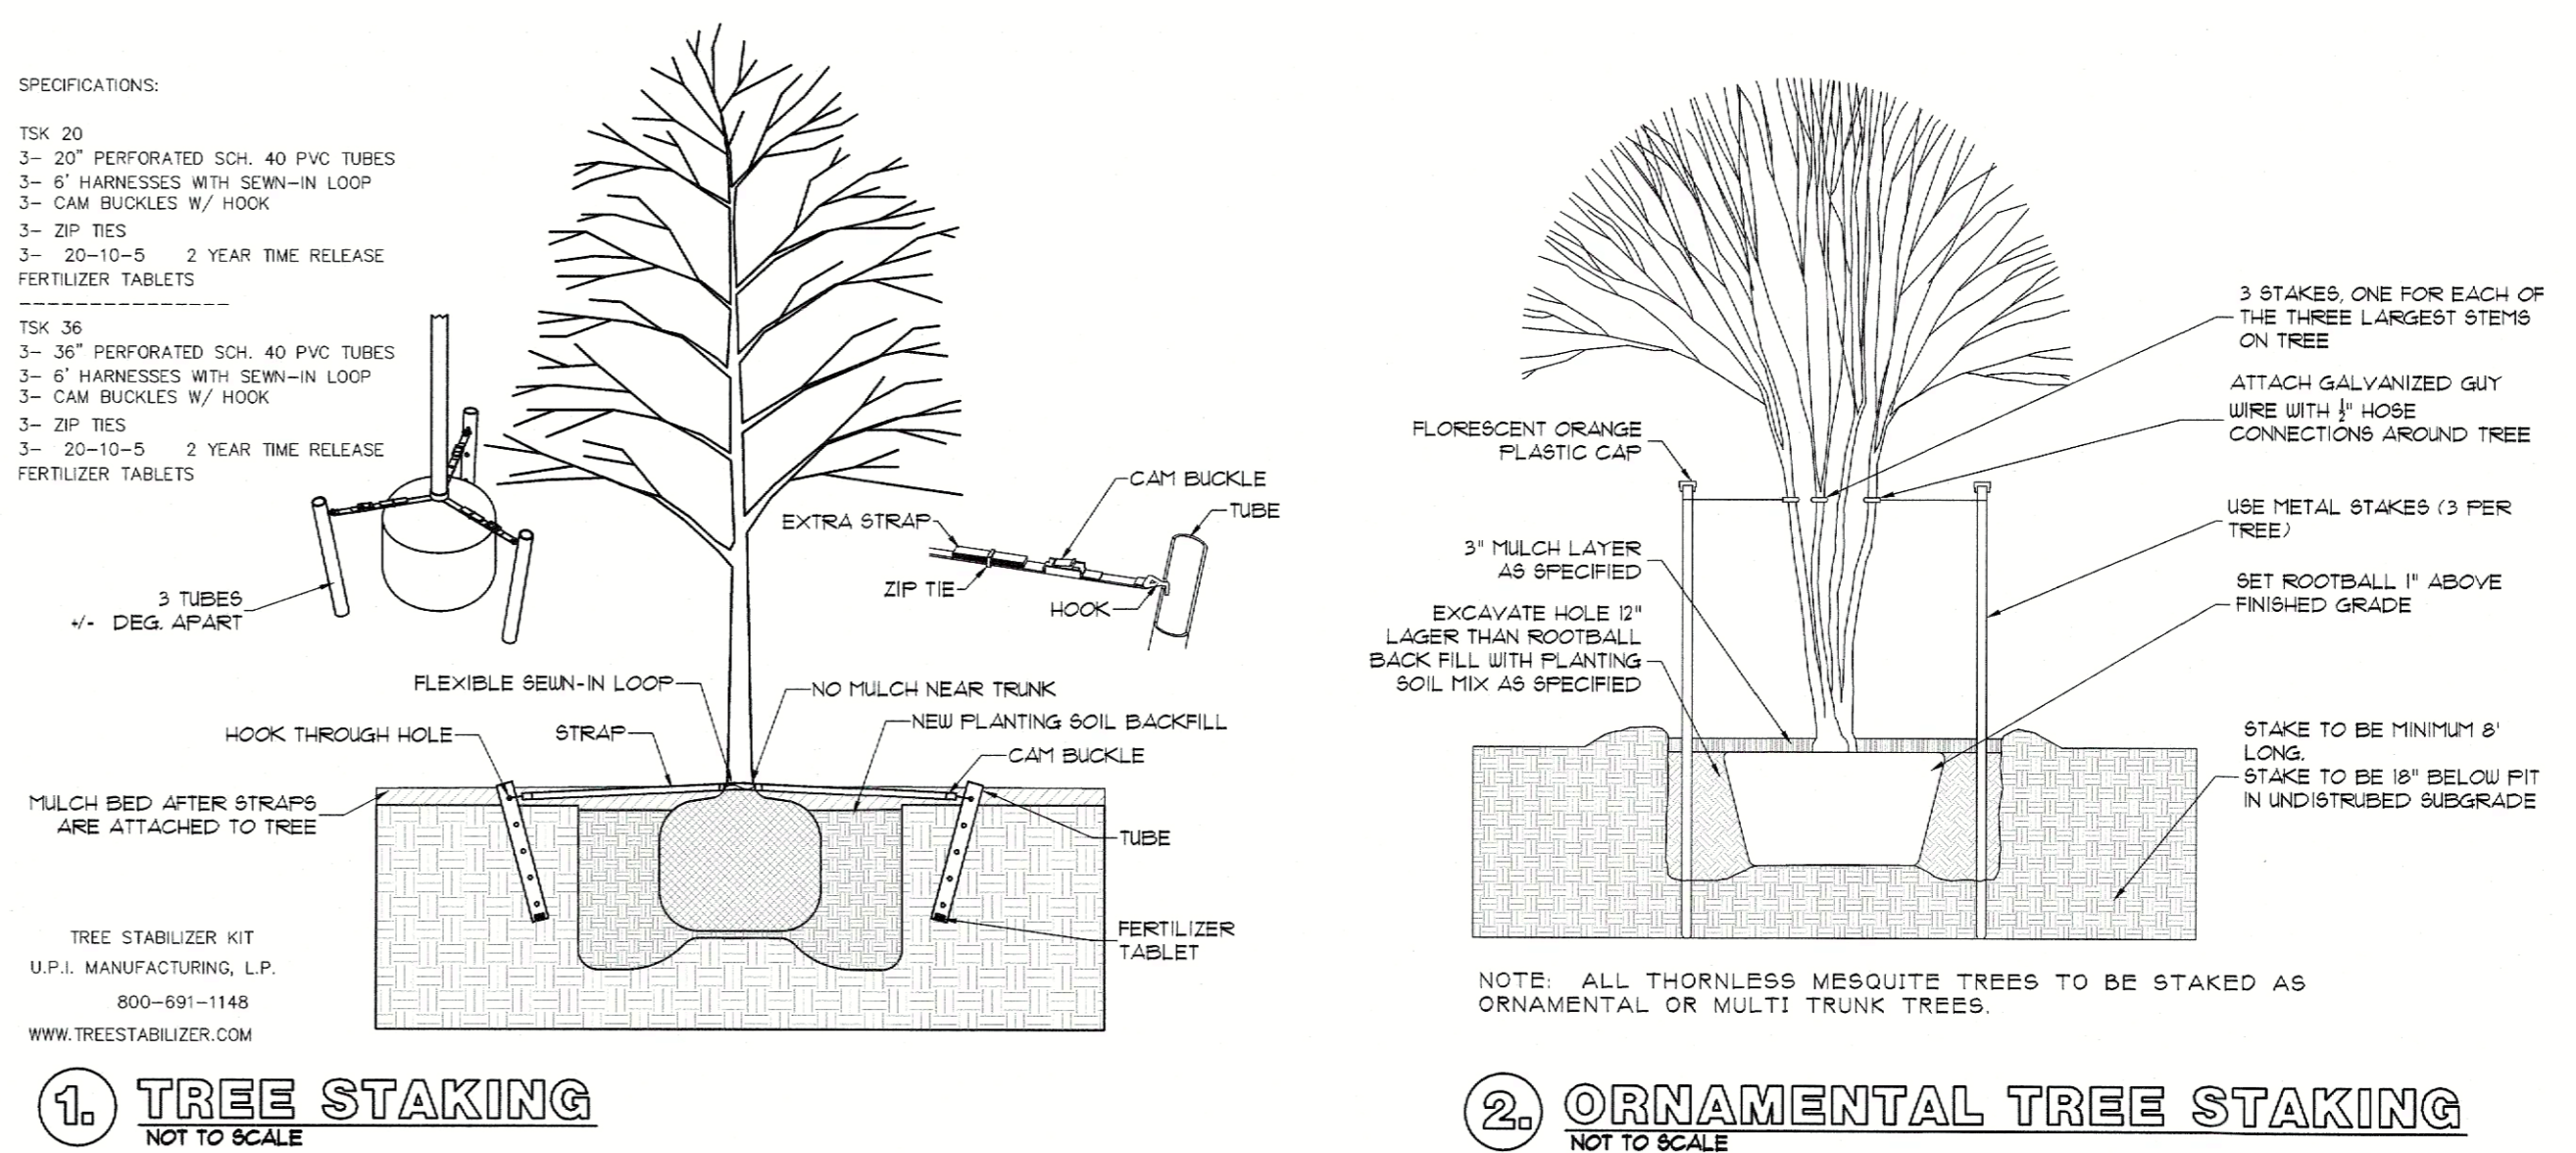 SPECIFICATIONS:
TSK 20
3- 20" PERFORATED SCH. 40 PVC TUBES
3- 6' HARNESSES WITH SEWN-IN LOOP
3- CAM BUCKLES W/ HOOK
3- ZIP TIES
3- 20-10-5 2 YEAR TIME RELEASE
FERTILIZER TABLETS
----------------
TSK 36
3- 36" PERFORATED SCH. 40 PVC TUBES
3- 6' HARNESSES WITH SEWN-IN LOOP
3- CAM BUCKLES W/ HOOK
3- ZIP TIES
3- 20-10-5 2 YEAR TIME RELEASE
FERTILIZER TABLETS
3 TUBES
+/- DEG. APART
EXTRA STRAP
CAM BUCKLE
TUBE
ZIP TIE
HOOK
FLEXIBLE SEWN-IN LOOP
NO MULCH NEAR TRUNK
HOOK THROUGH HOLE
STRAP
NEW PLANTING SOIL BACKFILL
CAM BUCKLE
MULCH BED AFTER STRAPS
ARE ATTACHED TO TREE
TUBE
FERTILIZER
TABLET
TREE STABILIZER KIT
U.P.I. MANUFACTURING, L.P.
800-691-1148
WWW.TREESTABILIZER.COM
1. TREE STAKING
NOT TO SCALE
3 STAKES, ONE FOR EACH OF
THE THREE LARGEST STEMS
ON TREE
ATTACH GALVANIZED GUY
WIRE WITH ½" HOSE
CONNECTIONS AROUND TREE
FLORESCENT ORANGE
PLASTIC CAP
USE METAL STAKES (3 PER
TREE)
3" MULCH LAYER
AS SPECIFIED
SET ROOTBALL 1" ABOVE
FINISHED GRADE
EXCAVATE HOLE 12"
LAGER THAN ROOTBALL
BACK FILL WITH PLANTING
SOIL MIX AS SPECIFIED
STAKE TO BE MINIMUM 8'
LONG.
STAKE TO BE 18" BELOW PIT
IN UNDISTRUBED SUBGRADE
NOTE: ALL THORNLESS MESQUITE TREES TO BE STAKED AS
ORNAMENTAL OR MULTI TRUNK TREES.
2. ORNAMENTAL TREE STAKING
NOT TO SCALE